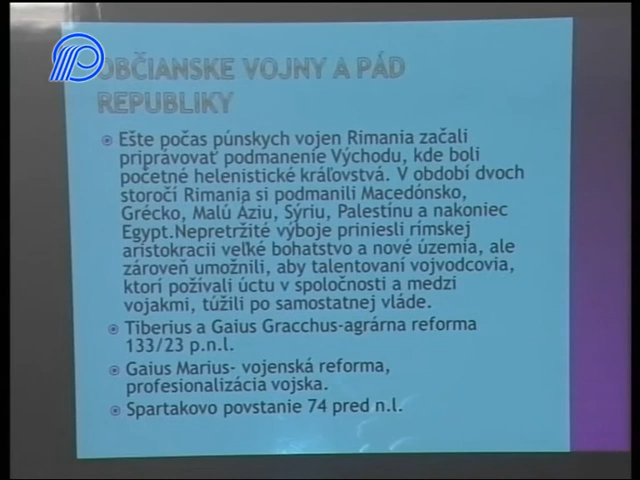 OBČIANSKE VOJNY A PÁD
REPUBLIKY
Ešte počas púnskych vojen Rimania začali
priprávovať podmanenie Východu, kde boli
početné helenistické kráľovstvá. V období dvoch
storočí Rimania si podmanili Macedónsko,
Grécko, Malú Áziu, Sýriu, Palestínu a nakoniec
Egypt.Nepretržité výboje priniesli rímskej
aristokracii veľké bohatstvo a nové územia, ale
zároveň umožnili, aby talentovaní vojvodcovia,
ktorí požívali úctu v spoločnosti a medzi
vojakmi, túžili po samostatnej vláde.
Tiberius a Gaius Gracchus-agrárna reforma
133/23 p.n.l.
Gaius Marius- vojenská reforma,
profesionalizácia vojska.
Spartakovo povstanie 74 pred n.l.